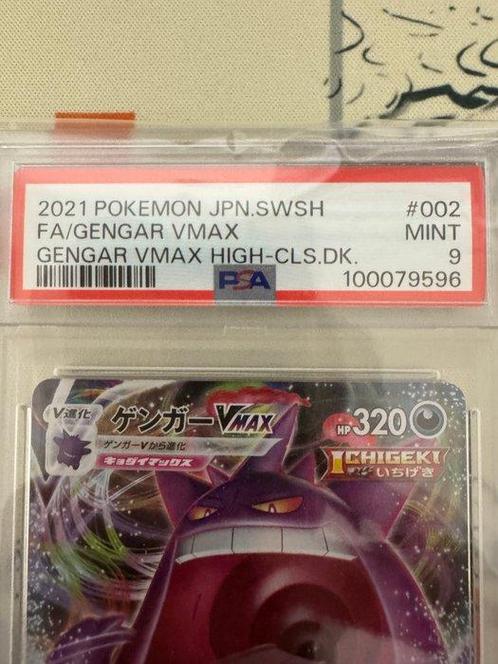 2021 POKEMON JPN.SWSH #002
FA/GENGAR VMAX MINT
GENGAR VMAX HIGH-CLS.DK. 9
PSA 100079596
V進化 ゲンガーVMAX HP320
ゲンガーVから進化
キョダイマックス
ICHIGEKI
いちげき